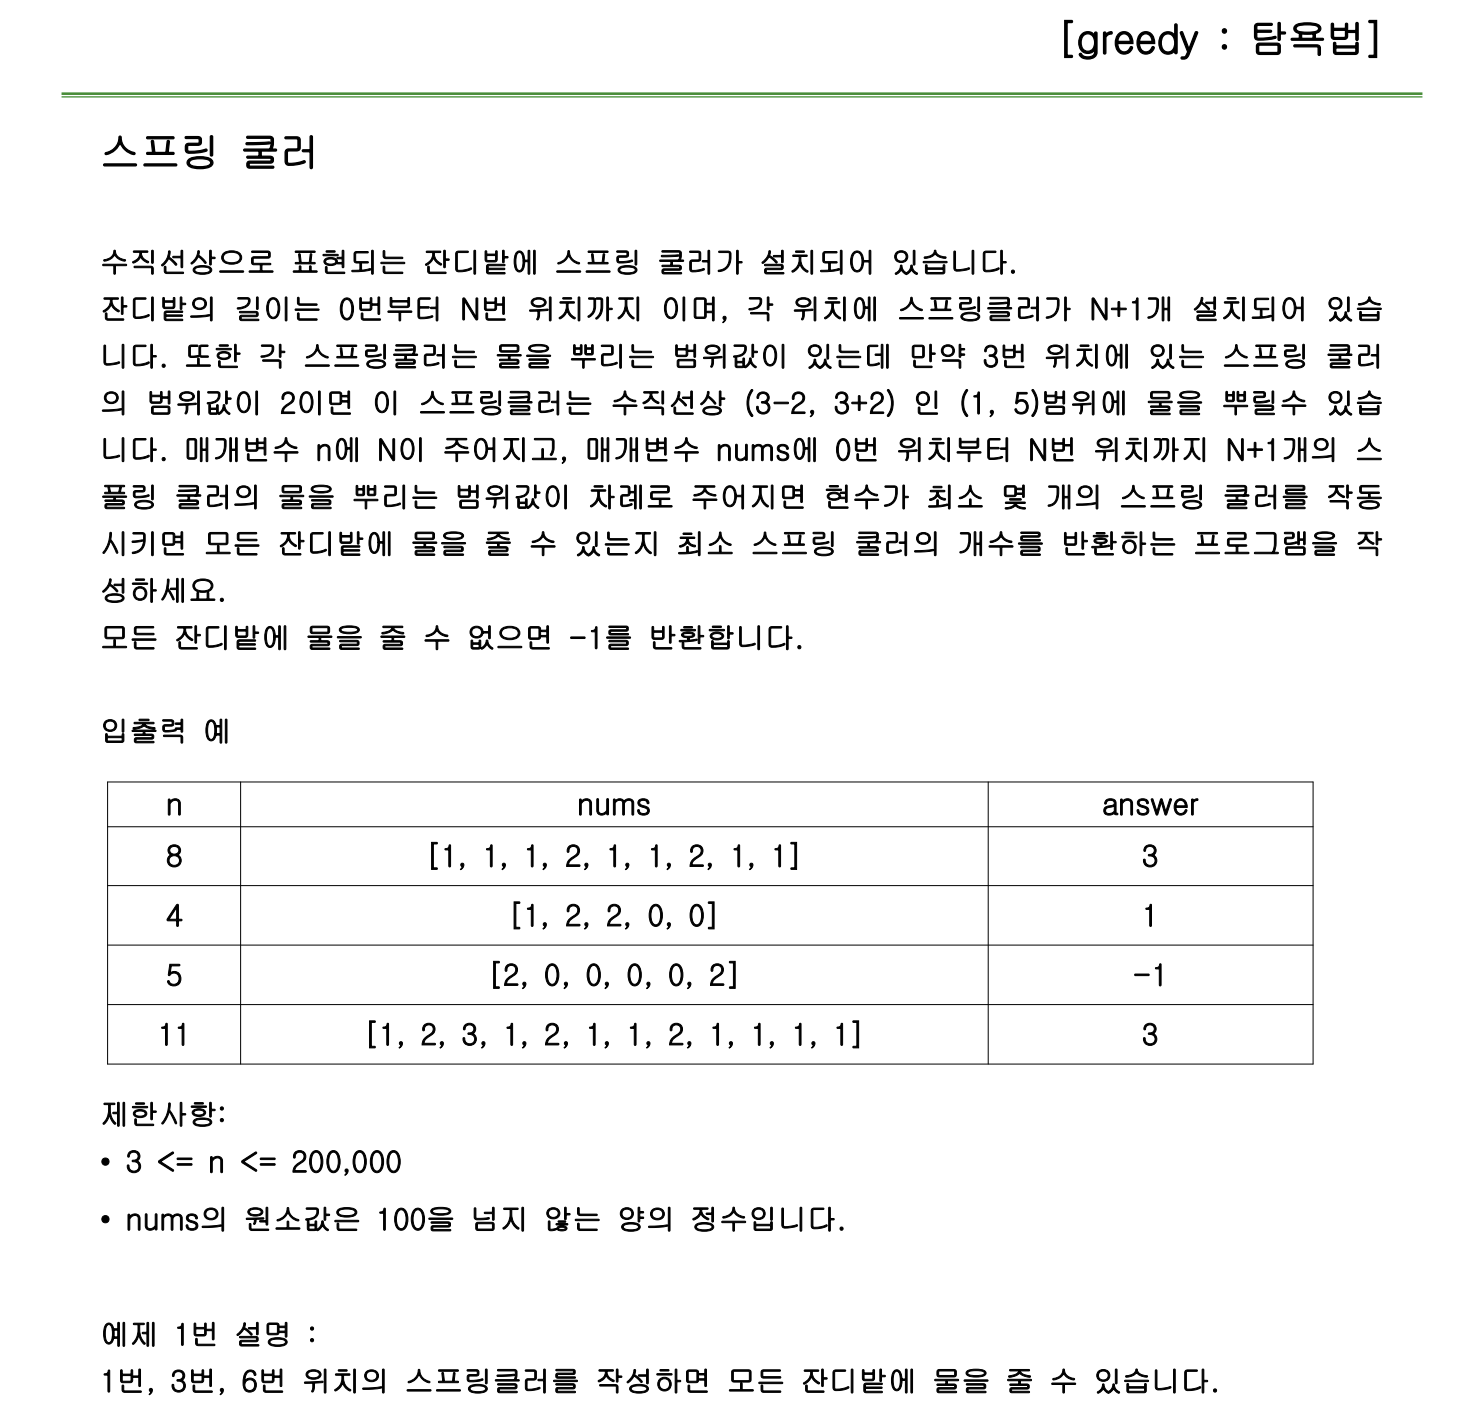 [greedy : 탐욕법]
스프링 쿨러
수직선상으로 표현되는 잔디밭에 스프링 쿨러가 설치되어 있습니다.
잔디밭의 길이는 0번부터 N번 위치까지 이며, 각 위치에 스프링클러가 N+1개 설치되어 있습
니다. 또한 각 스프링쿨러는 물을 뿌리는 범위값이 있는데 만약 3번 위치에 있는 스프링 쿨러
의 범위값이 2이면 이 스프링클러는 수직선상 (3-2, 3+2) 인 (1, 5)범위에 물을 뿌릴수 있습
니다. 매개변수 n에 N이 주어지고, 매개변수 nums에 0번 위치부터 N번 위치까지 N+1개의 스
풀링 쿨러의 물을 뿌리는 범위값이 차례로 주어지면 현수가 최소 몇 개의 스프링 쿨러를 작동
시키면 모든 잔디밭에 물을 줄 수 있는지 최소 스프링 쿨러의 개수를 반환하는 프로그램을 작
성하세요.
모든 잔디밭에 물을 줄 수 없으면 -1를 반환합니다.
입출력 예
n nums answer
8 [1, 1, 1, 2, 1, 1, 2, 1, 1] 3
4 [1, 2, 2, 0, 0] 1
5 [2, 0, 0, 0, 0, 2] -1
11 [1, 2, 3, 1, 2, 1, 1, 2, 1, 1, 1, 1] 3
제한사항:
• 3 <= n <= 200,000
• nums의 원소값은 100을 넘지 않는 양의 정수입니다.
예제 1번 설명 :
1번, 3번, 6번 위치의 스프링클러를 작성하면 모든 잔디밭에 물을 줄 수 있습니다.